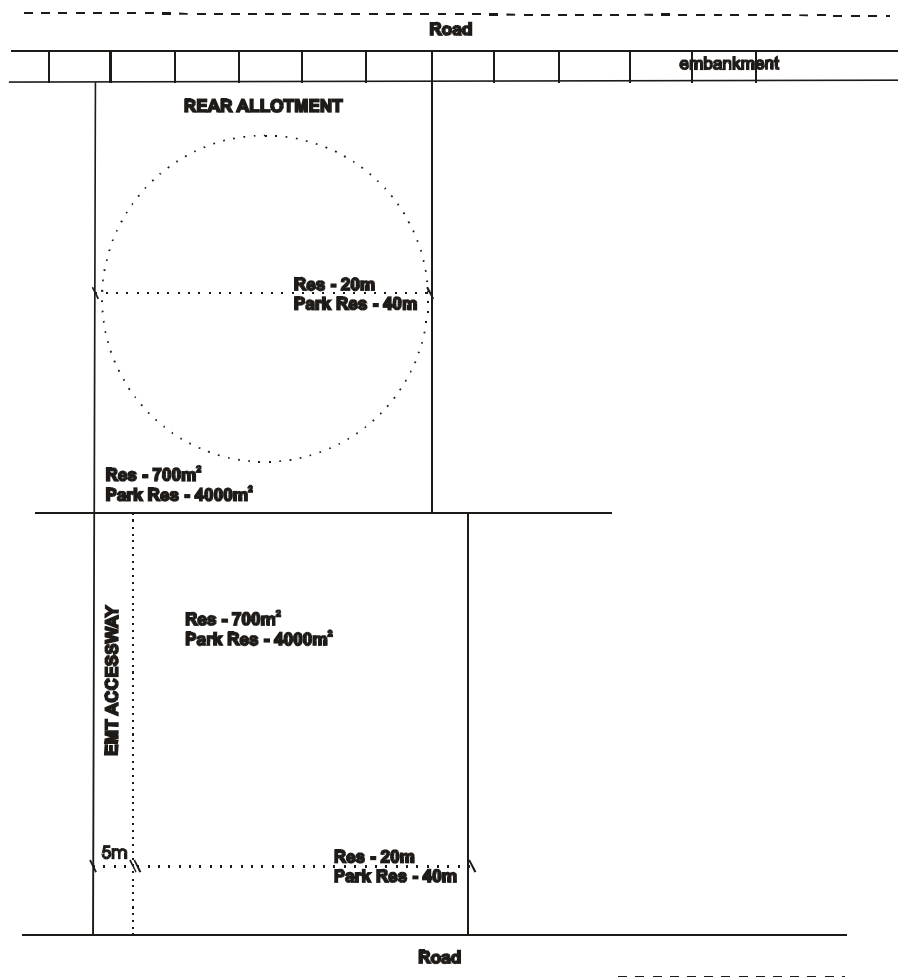 Road
embankment
REAR ALLOTMENT
Res - 20m
Park Res - 40m
Res - 700m²
Park Res - 4000m²
Res - 700m²
Park Res - 4000m²
EMT ACCESSWAY
5m
Res - 20m
Park Res - 40m
Road